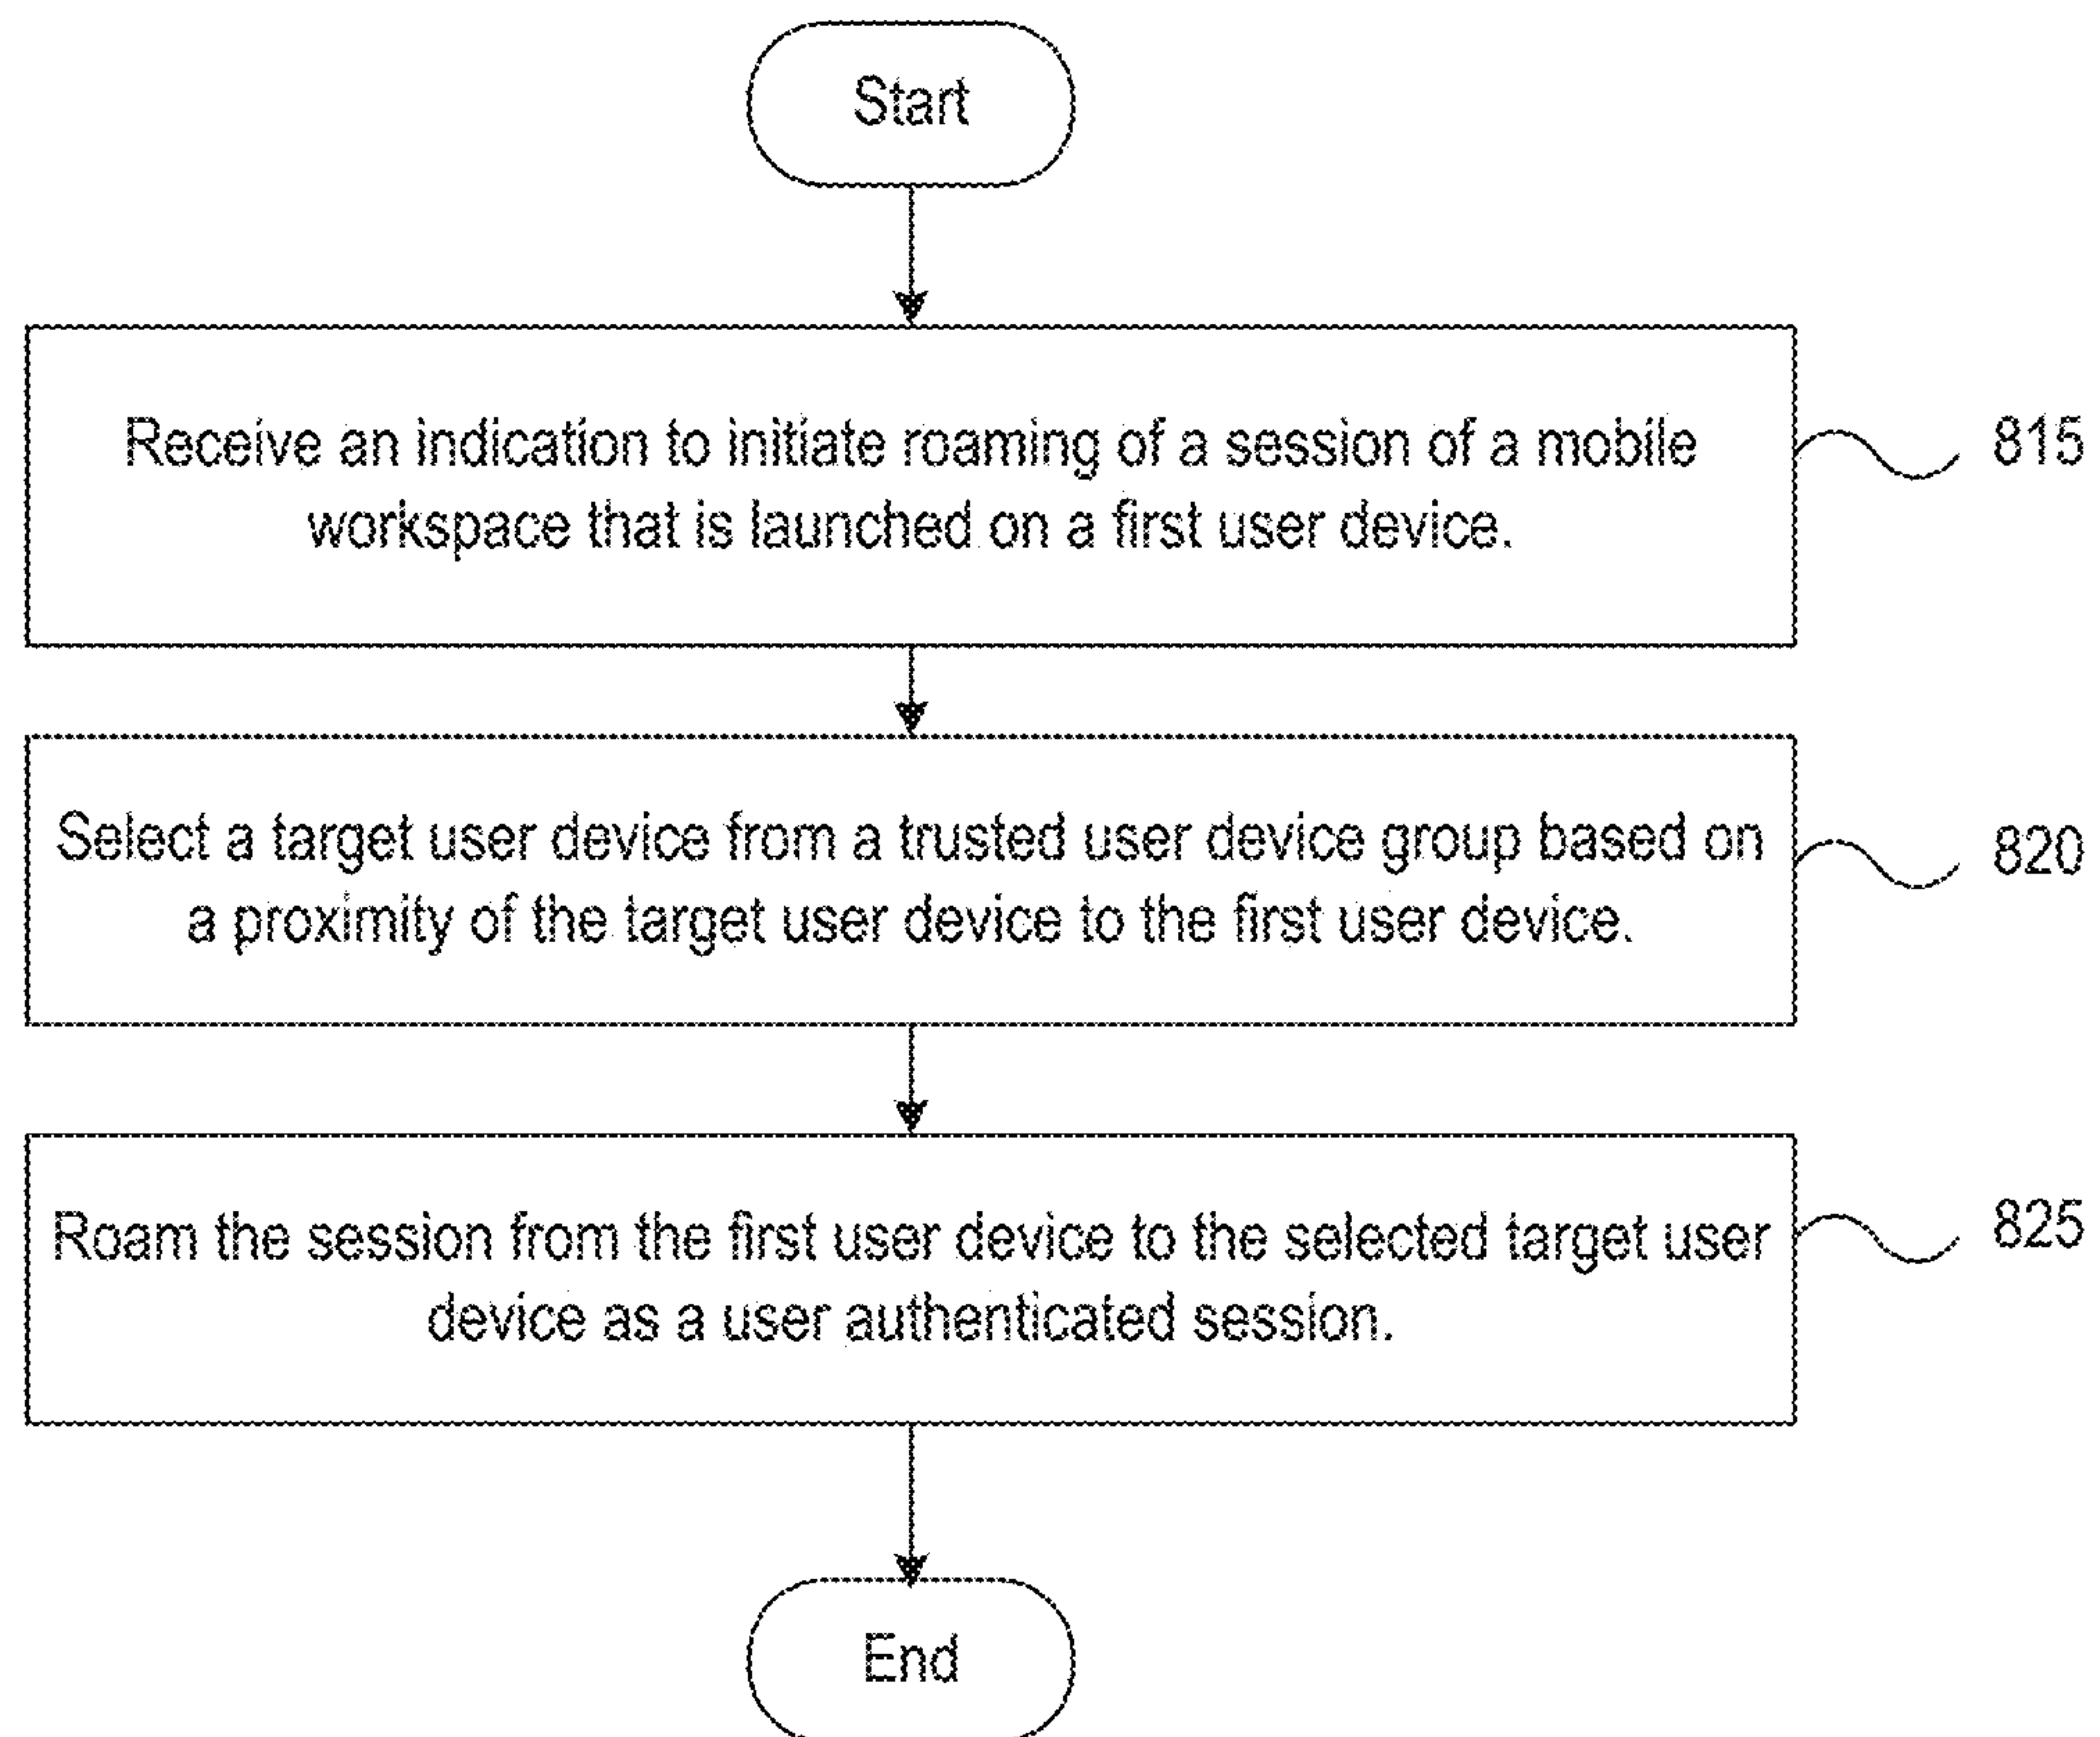 Start
Receive an indication to initiate roaming of a session of a mobile
workspace that is launched on a first user device.
815
Select a target user device from a trusted user device group based on
a proximity of the target user device to the first user device.
820
Roam the session from the first user device to the selected target user
device as a user authenticated session.
825
End